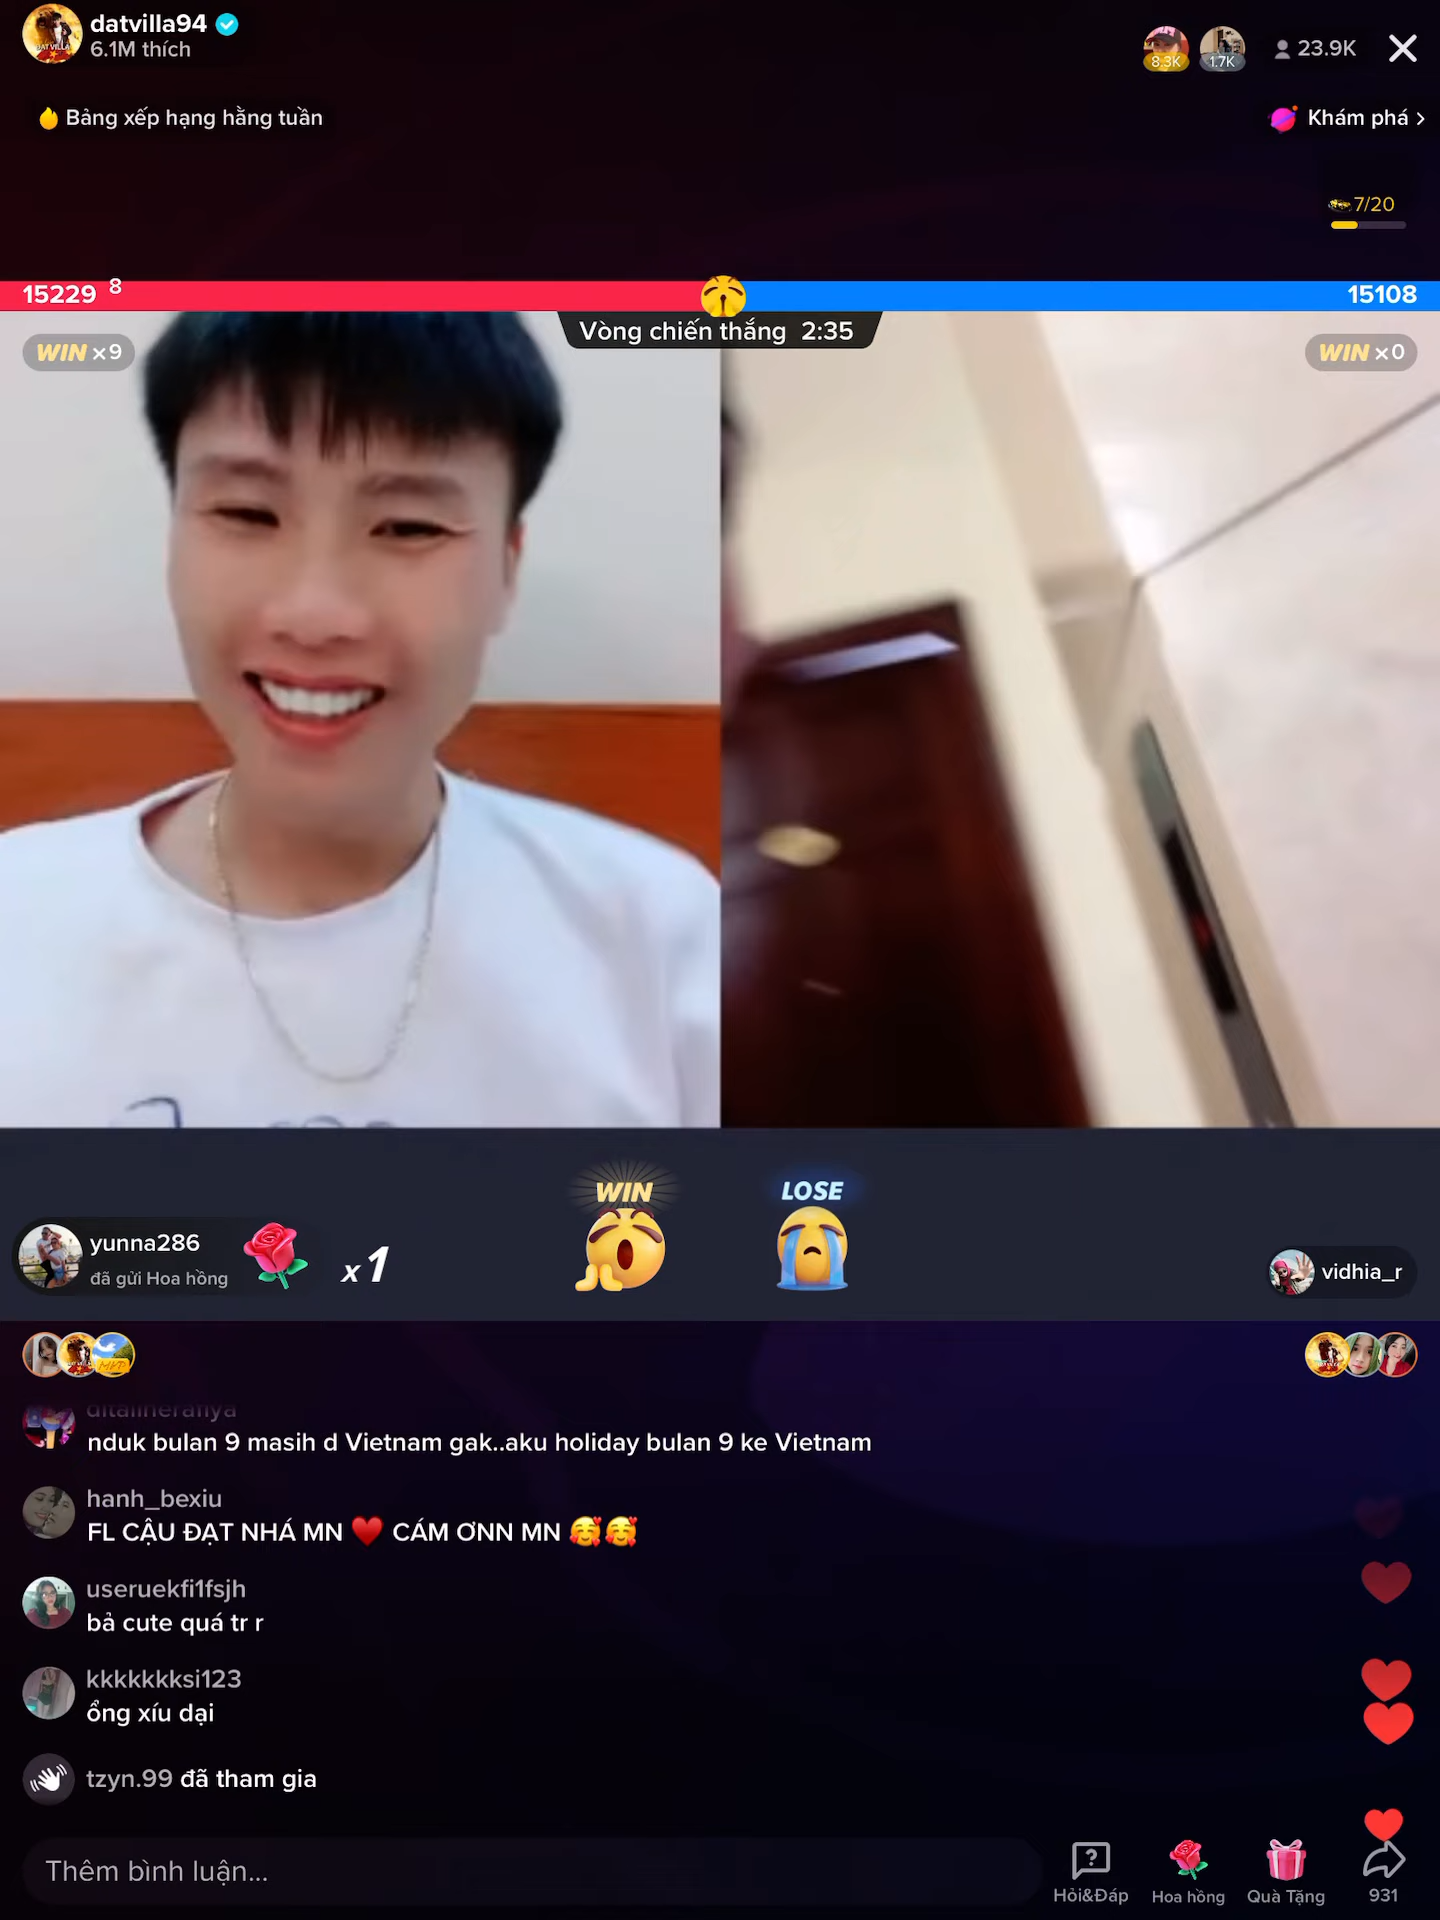 datvilla94
6.1M thích
8.3K
1.7K
23.9K
Bảng xếp hạng hằng tuần
Khám phá
7/20
15229
8
15108
Vòng chiến thắng 2:35
WIN x9
WIN x0
WIN
LOSE
yunna286
đã gửi Hoa hồng
x1
vidhia_r
MVP
nduk bulan 9 masih d Vietnam gak..aku holiday bulan 9 ke Vietnam
hanh_bexiu
FL CẬU ĐẠT NHÁ MN ❤️ CÁM ƠNN MN 🥰🥰
useruekfi1fsjh
bả cute quá tr r
kkkkkkksi123
ổng xíu dại
tzyn.99 đã tham gia
Thêm bình luận...
Hỏi&Đáp
Hoa hồng
Quà Tặng
931